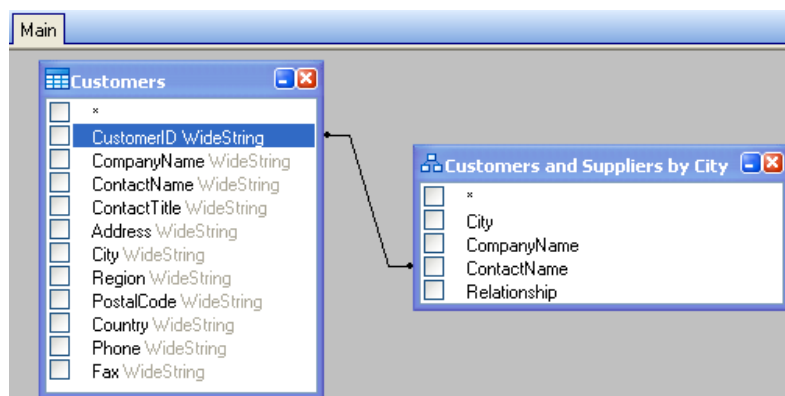 Main
Customers
*
CustomerID WideString
CompanyName WideString
ContactName WideString
ContactTitle WideString
Address WideString
City WideString
Region WideString
PostalCode WideString
Country WideString
Phone WideString
Fax WideString
Customers and Suppliers by City
*
City
CompanyName
ContactName
Relationship